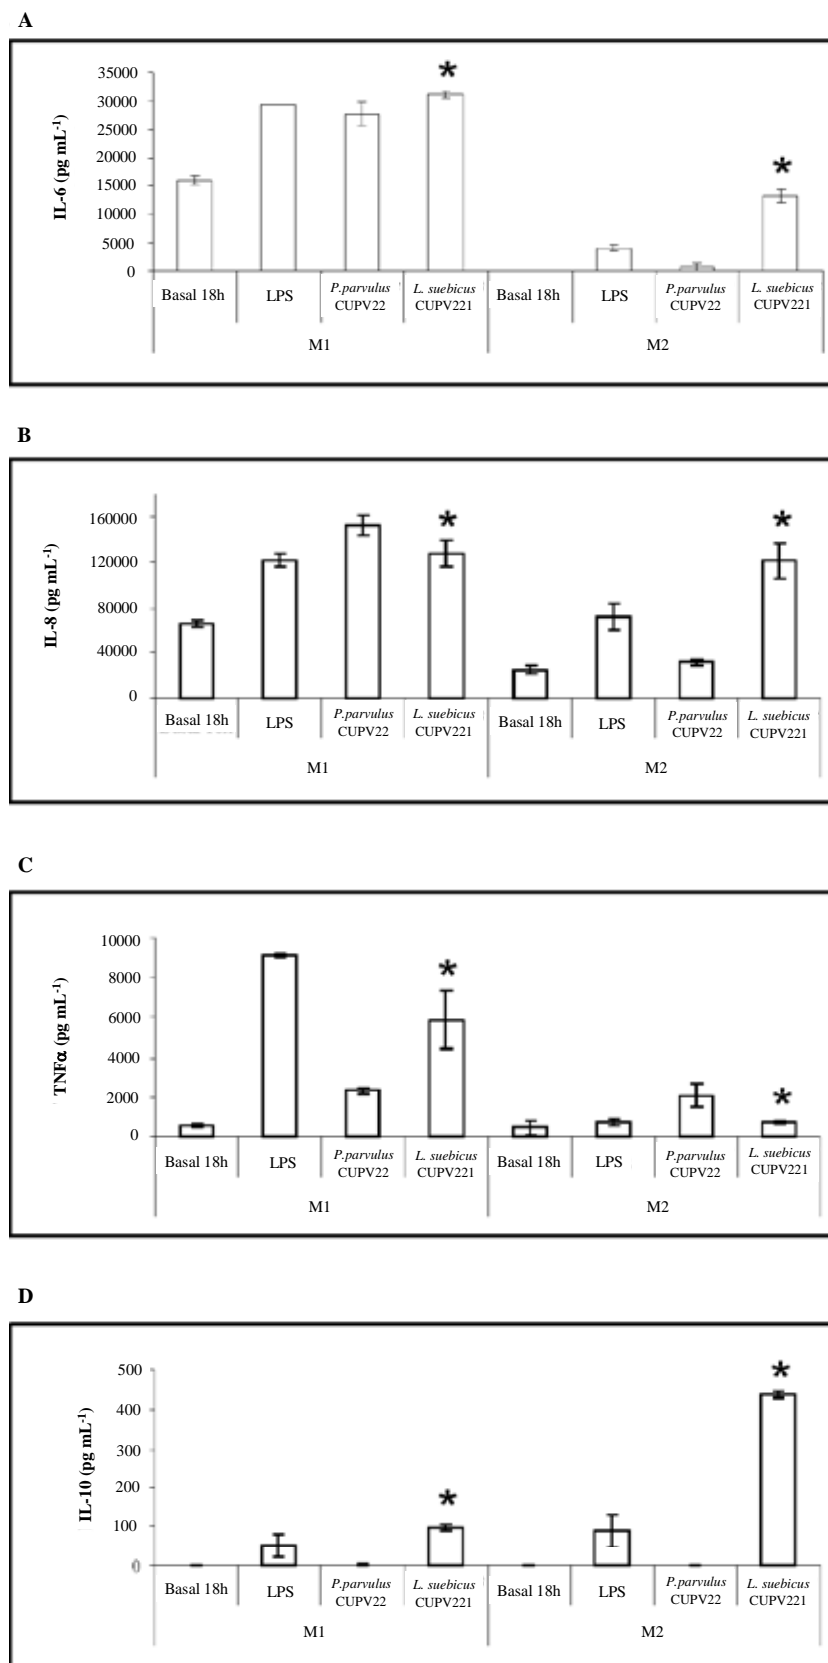 A
IL-6 (pg mL-1)
35000
30000
25000
20000
15000
10000
5000
0
*
*
Basal 18h
LPS
P.parvulus
CUPV22
L. suebicus
CUPV221
Basal 18h
LPS
P.parvulus
CUPV22
L. suebicus
CUPV221
M1
M2
B
IL-8 (pg mL-1)
160000
120000
80000
40000
0
*
*
Basal 18h
LPS
P.parvulus
CUPV22
L. suebicus
CUPV221
Basal 18h
LPS
P.parvulus
CUPV22
L. suebicus
CUPV221
M1
M2
C
TNFα (pg mL-1)
10000
8000
6000
4000
2000
0
*
*
Basal 18h
LPS
P.parvulus
CUPV22
L. suebicus
CUPV221
Basal 18h
LPS
P.parvulus
CUPV22
L. suebicus
CUPV221
M1
M2
D
IL-10 (pg mL-1)
500
400
300
200
100
0
*
*
Basal 18h
LPS
P.parvulus
CUPV22
L. suebicus
CUPV221
Basal 18h
LPS
P.parvulus
CUPV22
L. suebicus
CUPV221
M1
M2